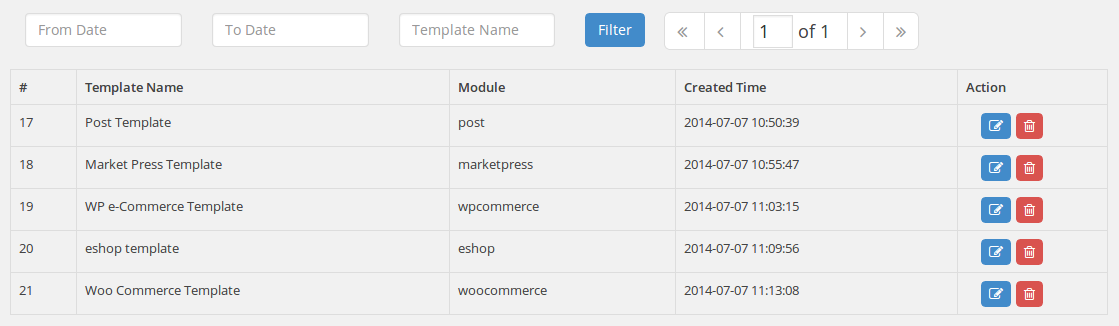 From Date To Date Template Name Filter « ‹ 1 of 1 › »
# Template Name Module Created Time Action
17 Post Template post 2014-07-07 10:50:39
18 Market Press Template marketpress 2014-07-07 10:55:47
19 WP e-Commerce Template wpcommerce 2014-07-07 11:03:15
20 eshop template eshop 2014-07-07 11:09:56
21 Woo Commerce Template woocommerce 2014-07-07 11:13:08